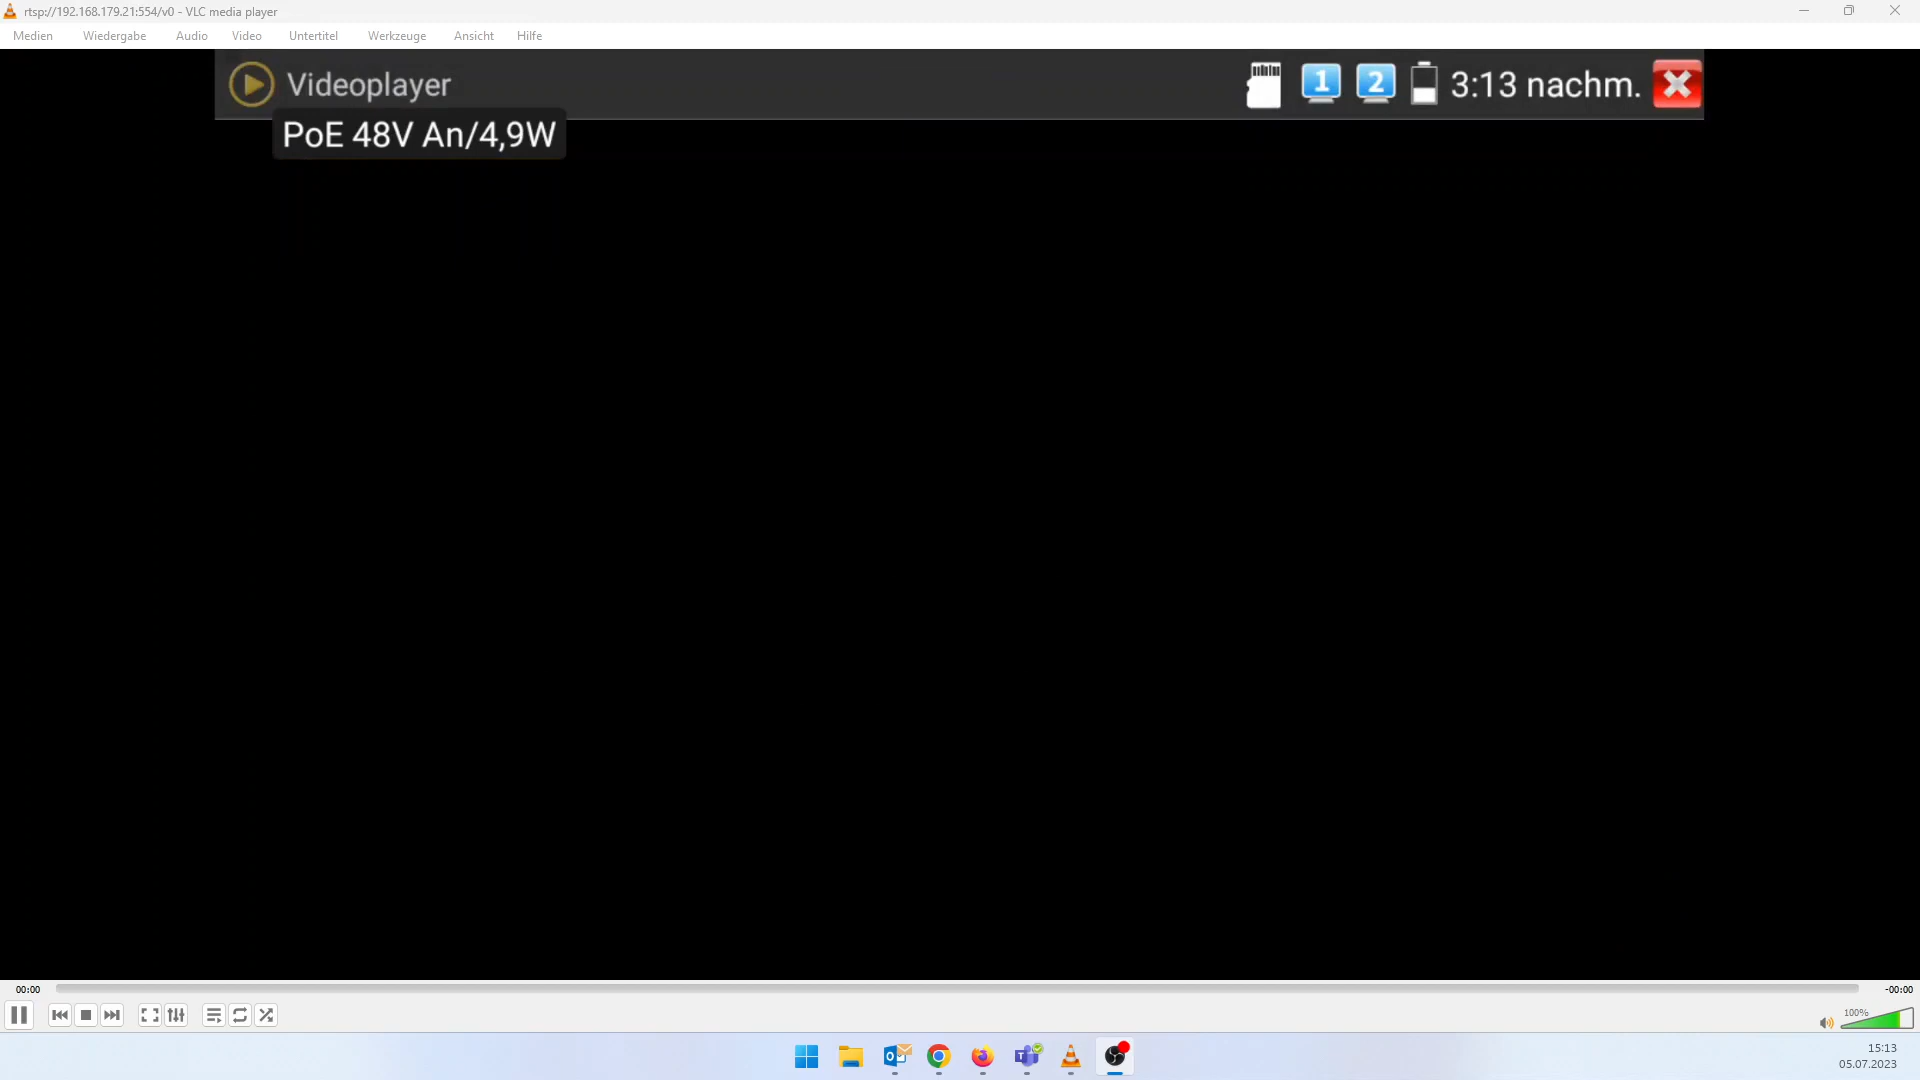 rtsp://192.168.179.21:554/v0 - VLC media player
Medien Wiedergabe Audio Video Untertitel Werkzeuge Ansicht Hilfe
Videoplayer 1 2 3:13 nachm.
PoE 48V An/4,9W
00:00 -00:00
100%
15:13
05.07.2023